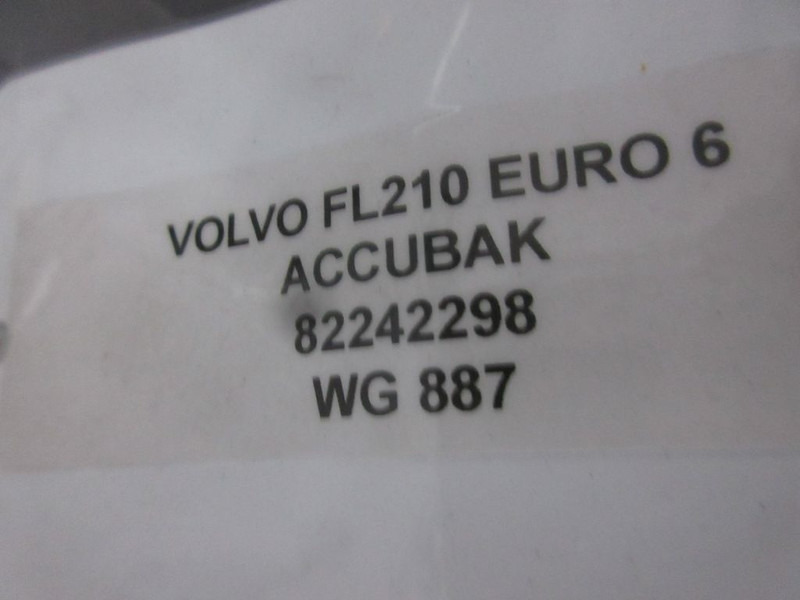 VOLVO FL210 EURO 6
ACCUBAK
82242298
WG 887